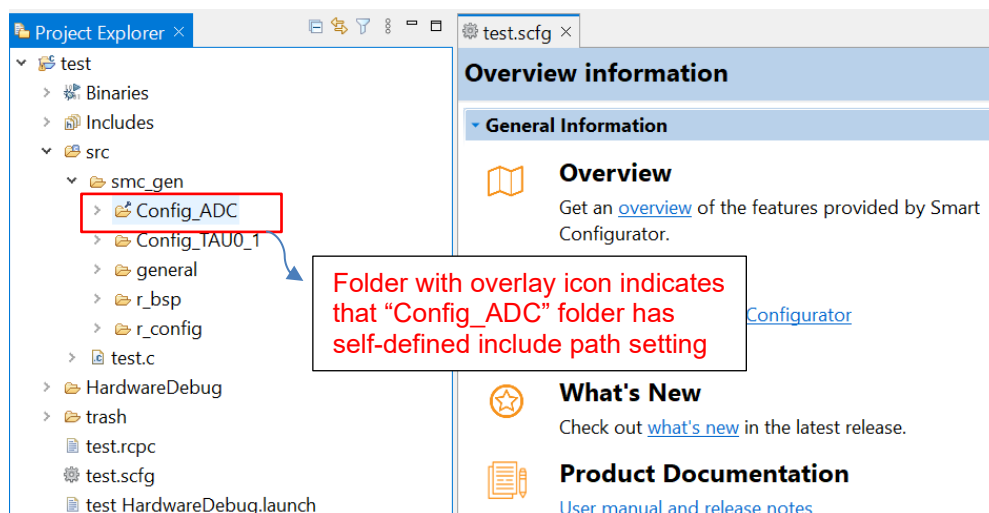 Project Explorer
test
Binaries
Includes
src
smc_gen
Config_ADC
Config_TAU0_1
general
r_bsp
r_config
test.c
HardwareDebug
trash
test.rcpc
test.scfg
test HardwareDebug.launch
test.scfg
Overview information
General Information
Overview
Get an overview of the features provided by Smart
Configurator.
Configurator
Folder with overlay icon indicates
that “Config_ADC” folder has
self-defined include path setting
What's New
Check out what's new in the latest release.
Product Documentation
User manual and release notes